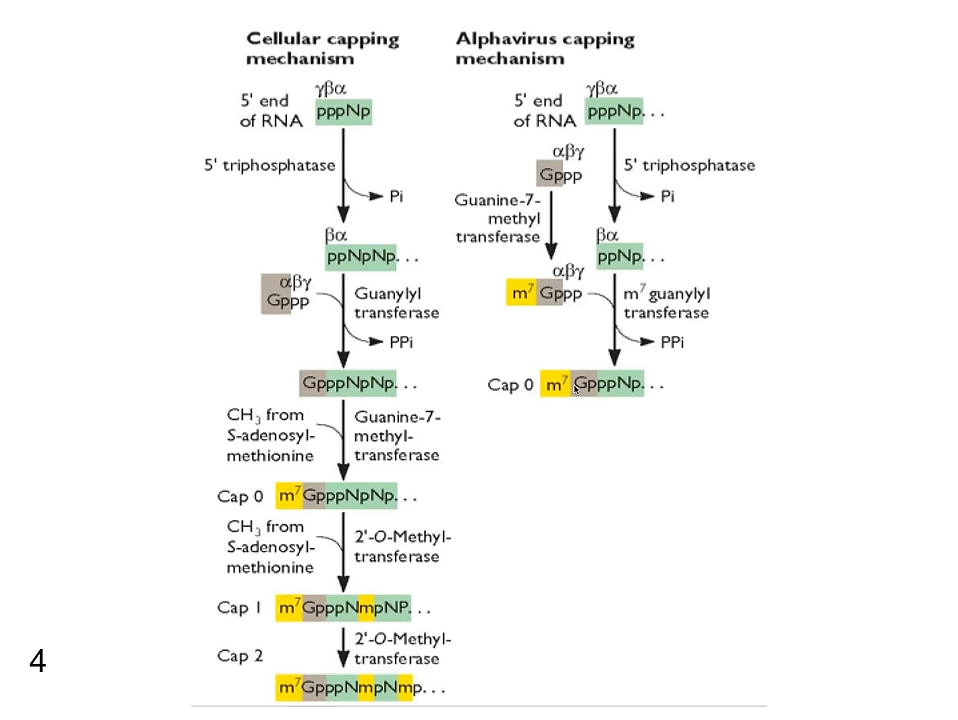 Cellular capping
mechanism
γβα
5' end
of RNA
pppNp
5' triphosphatase
Pi
βα
ppNpNp. . .
αβγ
Gppp
Guanylyl
transferase
PPi
GpppNpNp. . .
CH3 from
S-adenosyl-
methionine
Guanine-7-
methyl-
transferase
Cap 0
m7GpppNpNp. . .
CH3 from
S-adenosyl-
methionine
2'-O-Methyl-
transferase
Cap 1
m7GpppNmpNP. . .
2'-O-Methyl-
transferase
Cap 2
m7GpppNmpNmp. . .
Alphavirus capping
mechanism
γβα
5' end
of RNA
pppNp. . .
αβγ
Gppp
5' triphosphatase
Pi
Guanine-7-
methyl
transferase
βα
ppNp. . .
αβγ
m7 Gppp
m7 guanylyl
transferase
PPi
Cap 0
m7 GpppNp. . .
4